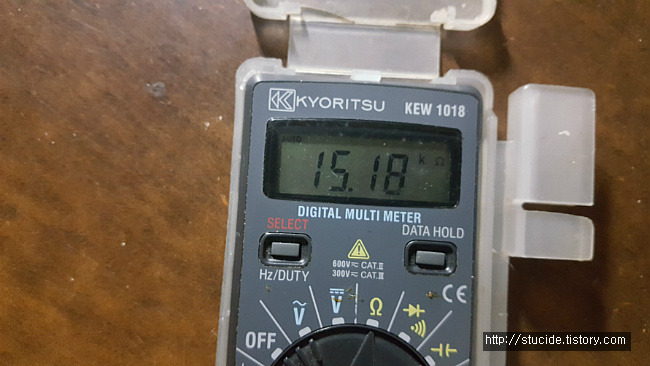 KYORITSU KEW 1018
AUTO
15.18 k Ω
DIGITAL MULTI METER
SELECT DATA HOLD
Hz/DUTY
600V CAT.II
300V CAT.III
CE
OFF V V Ω
http://stucide.tistory.com